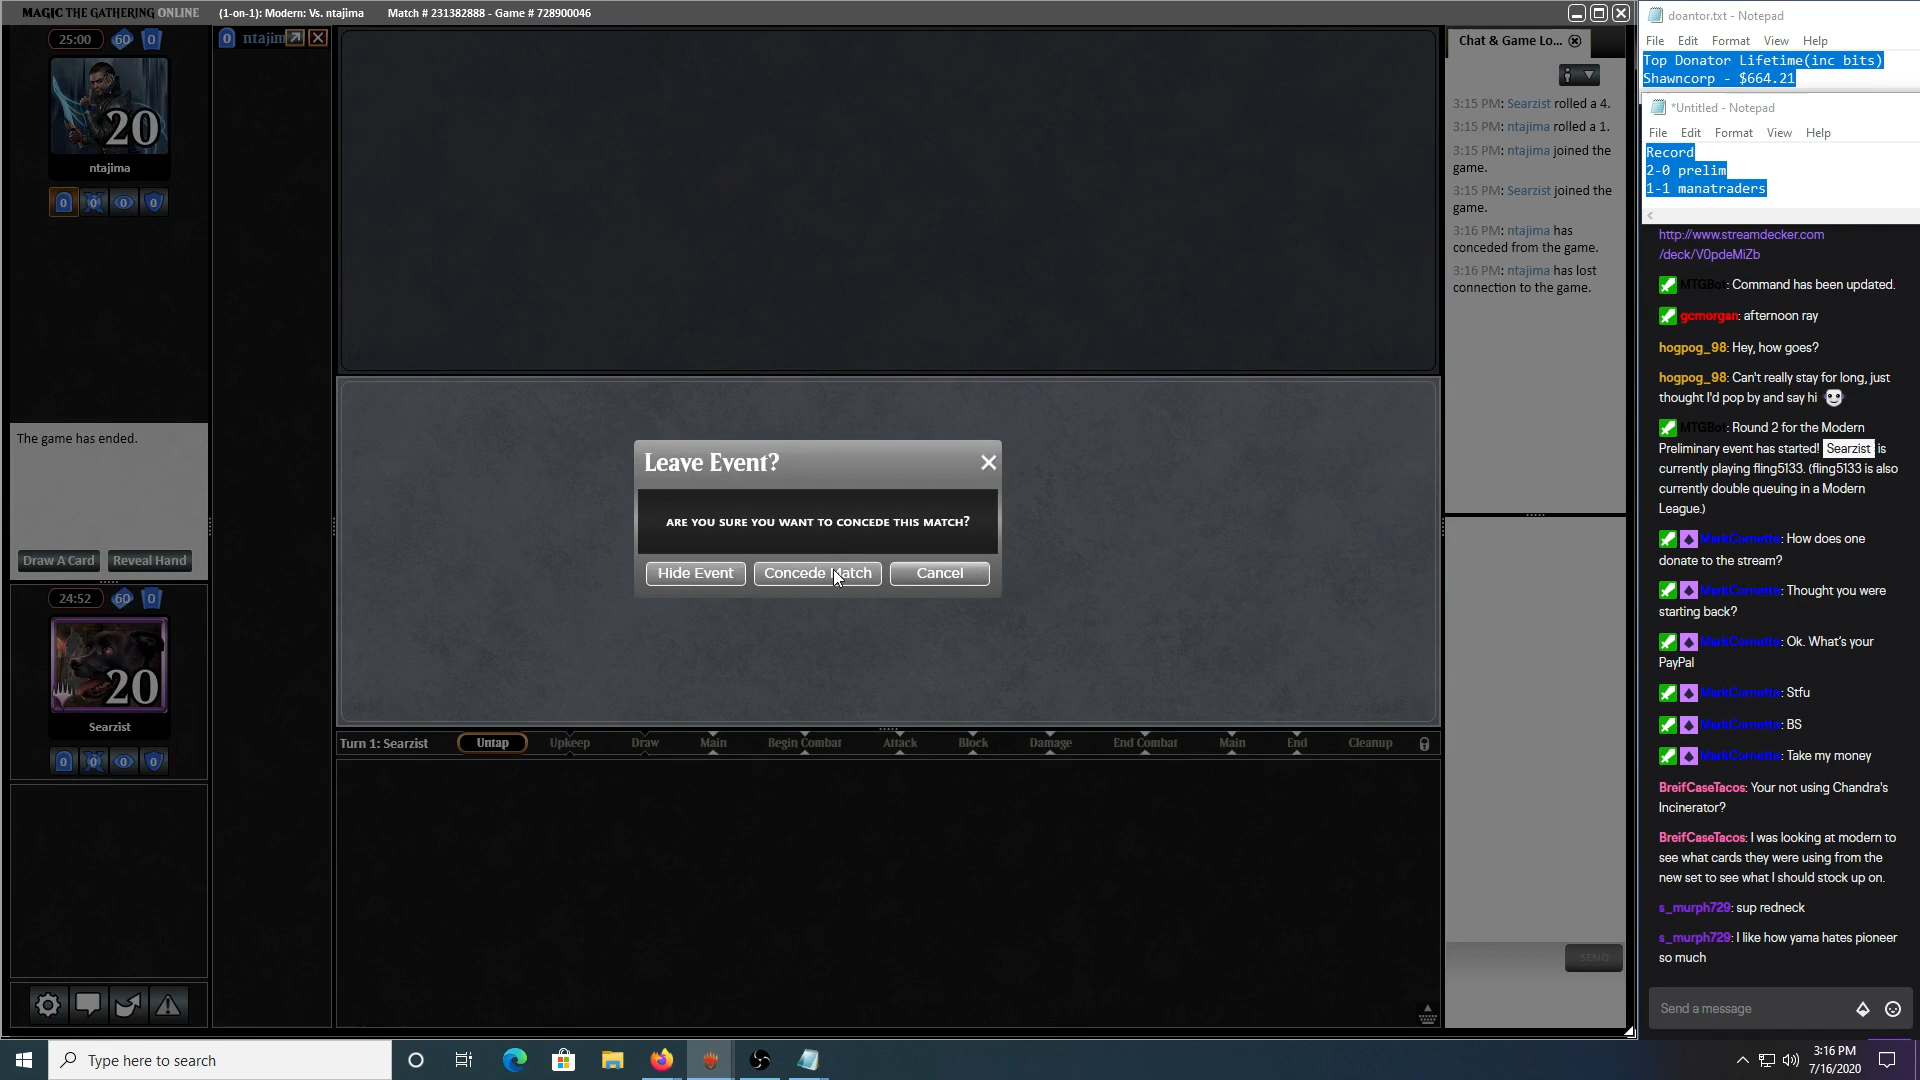 MAGIC THE GATHERING ONLINE
(1-on-1): Modern: Vs. ntajima
Match # 231382888 - Game # 728900046
25:00
60
0
20
ntajima
0
0
0
0
The game has ended.
Draw A Card
Reveal Hand
24:52
60
0
20
Searzist
0
0
0
0
0
Leave Event?
ARE YOU SURE YOU WANT TO CONCEDE THIS MATCH?
Hide Event
Concede
Cancel
Turn 1: Searzist
Untap
Upkeep
Draw
Main
Begin Combat
Attack
Block
Damage
End Combat
Main
End
Cleanup
Chat & Game Lo...
3:15 PM: Searzist rolled a 4.
3:15 PM: ntajima rolled a 1.
3:15 PM: ntajima joined the
game.
3:15 PM: Searzist joined the
game.
3:16 PM: ntajima has
conceded from the game.
3:16 PM: ntajima has lost
connection to the game.
SEND
doantor.txt - Notepad
File Edit Format View Help
Top Donator Lifetime(inc bits)
Shawncorp - $664.21
*Untitled - Notepad
File Edit Format View Help
Record
2-0 prelim
1-1 manatraders
http://www.streamdecker.com
/deck/V0pdeMiZb
MTGBot: Command has been updated.
gcmorgan: afternoon ray
hogpog_98: Hey, how goes?
hogpog_98: Can't really stay for long, just
thought I'd pop by and say hi
MTGBot: Round 2 for the Modern
Preliminary event has started! Searzist is
currently playing fling5133. (fling5133 is also
currently double queuing in a Modern
League.)
MarkCornette: How does one
donate to the stream?
MarkCornette: Thought you were
starting back?
MarkCornette: Ok. What's your
PayPal
MarkCornette: Stfu
MarkCornette: BS
MarkCornette: Take my money
BreifCaseTacos: Your not using Chandra's
Incinerator?
BreifCaseTacos: I was looking at modern to
see what cards they were using from the
new set to see what I should stock up on.
s_murph729: sup redneck
s_murph729: I like how yama hates pioneer
so much
Send a message
Type here to search
3:16 PM
7/16/2020